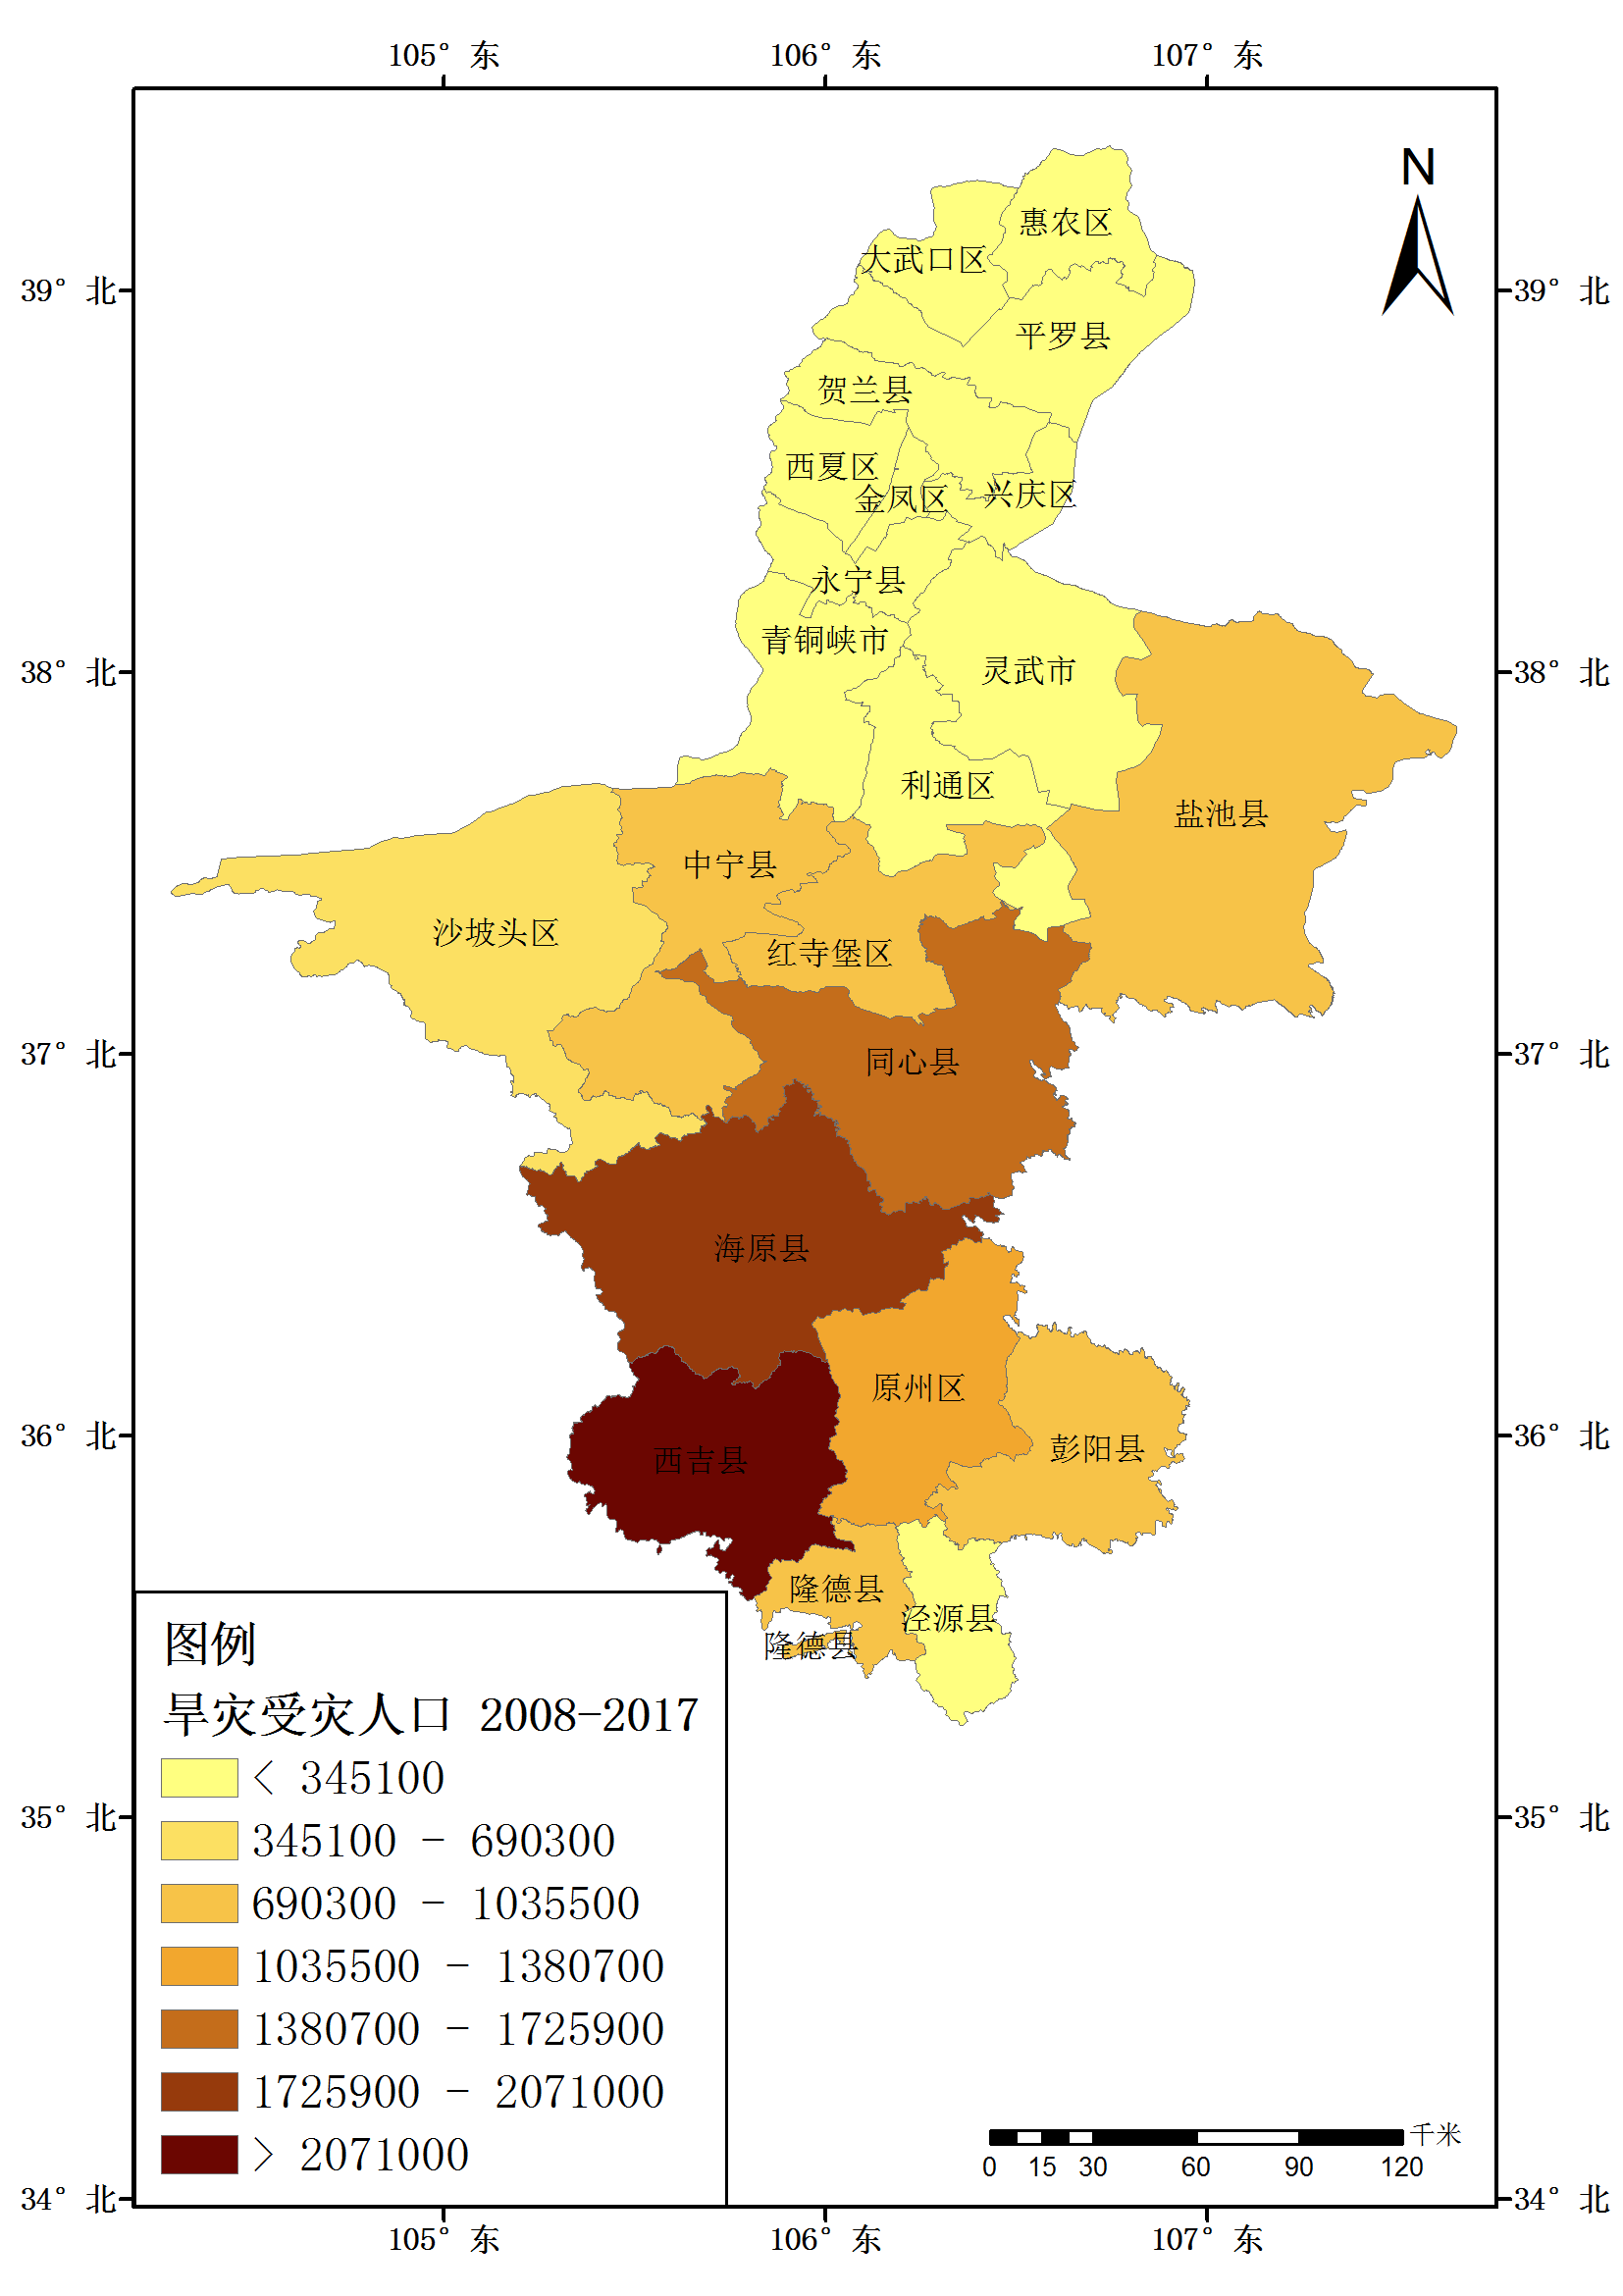 105° 东
106° 东
107° 东
N
惠农区
大武口区
39° 北
39° 北
平罗县
贺兰县
西夏区
金凤区
兴庆区
永宁县
青铜峡市
38° 北
灵武市
38° 北
利通区
盐池县
中宁县
沙坡头区
红寺堡区
37° 北
同心县
37° 北
海原县
原州区
36° 北
彭阳县
36° 北
西吉县
隆德县
泾源县
隆德县
图例
旱灾受灾人口 2008-2017
< 345100
35° 北
35° 北
345100 - 690300
690300 - 1035500
1035500 - 1380700
1380700 - 1725900
1725900 - 2071000
> 2071000
千米
0 15 30 60 90 120
34° 北
34° 北
105° 东
106° 东
107° 东